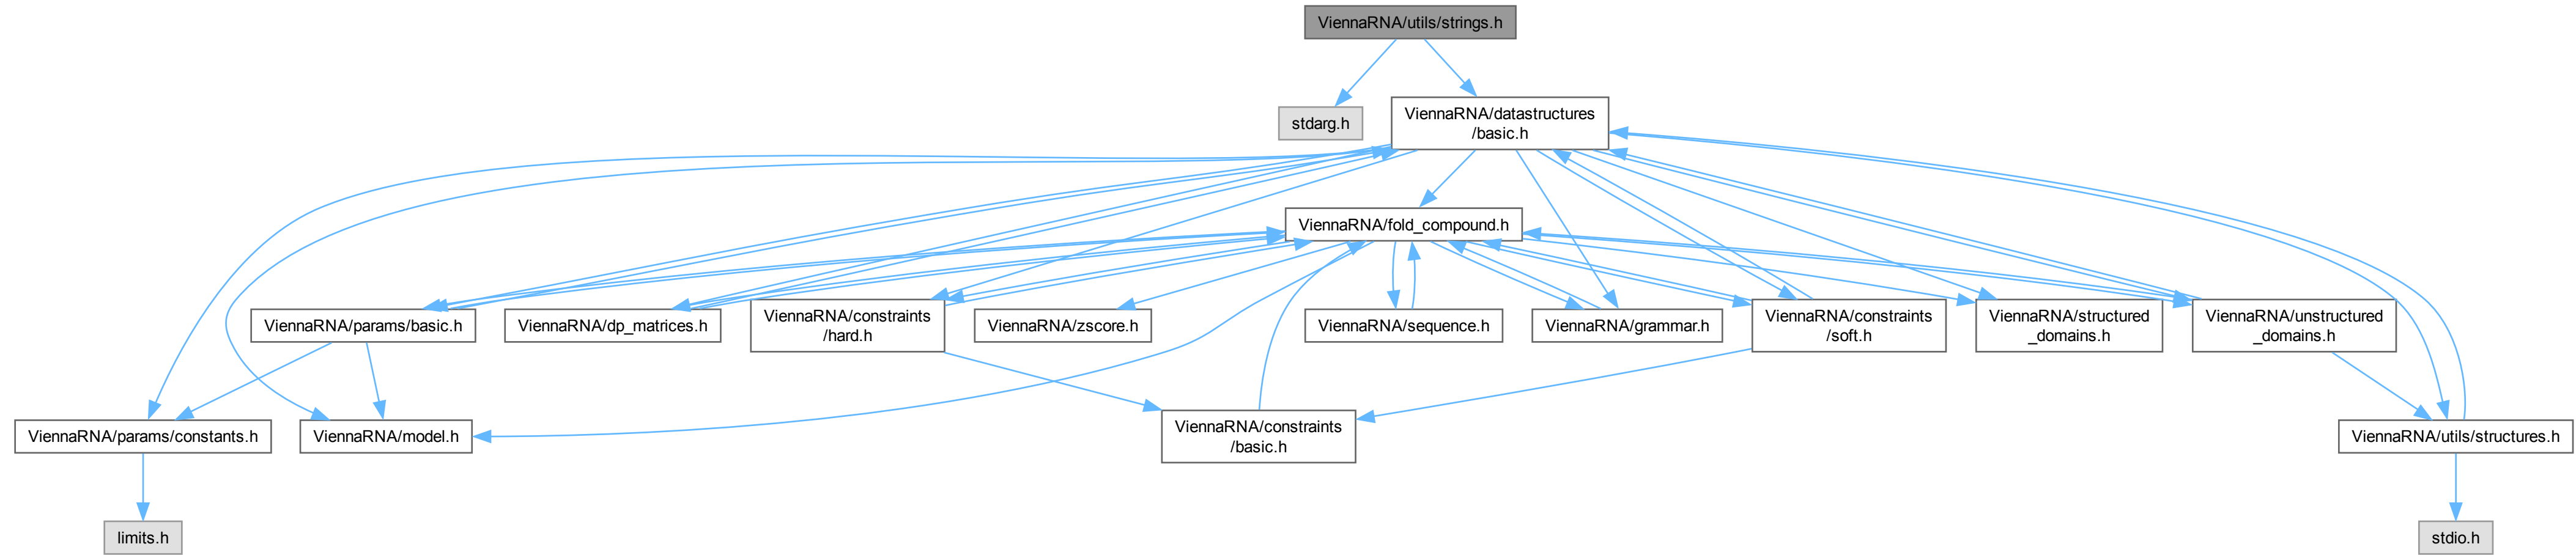 ViennaRNA/utils/strings.h
stdarg.h
ViennaRNA/datastructures
/basic.h
ViennaRNA/fold_compound.h
ViennaRNA/params/basic.h
ViennaRNA/dp_matrices.h
ViennaRNA/constraints
/hard.h
ViennaRNA/zscore.h
ViennaRNA/sequence.h
ViennaRNA/grammar.h
ViennaRNA/constraints
/soft.h
ViennaRNA/structured
_domains.h
ViennaRNA/unstructured
_domains.h
ViennaRNA/params/constants.h
ViennaRNA/model.h
ViennaRNA/constraints
/basic.h
ViennaRNA/utils/structures.h
limits.h
stdio.h